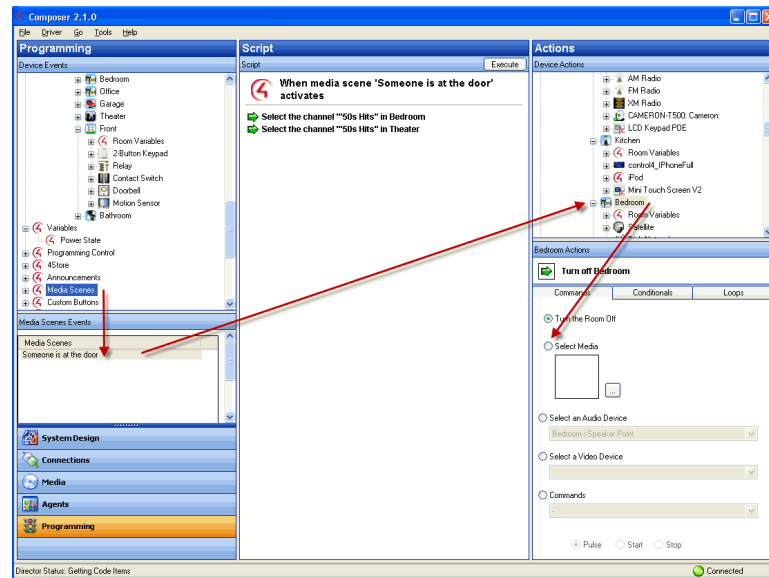 Composer 2.1.0
File Driver Go Tools Help
Programming
Device Events
Bedroom
Office
Garage
Theater
Front
Room Variables
2-Button Keypad
Relay
Contact Switch
Doorbell
Motion Sensor
Bathroom
Variables
Power State
Programming Control
4Store
Announcements
Media Scenes
Custom Buttons
Media Scenes Events
Media Scenes
Someone is at the door
System Design
Connections
Media
Agents
Programming
Director Status: Getting Code Items
Script
Script Execute
When media scene 'Someone is at the door'
activates
Select the channel "'50s Hits" in Bedroom
Select the channel "'50s Hits" in Theater
Actions
Device Actions
AM Radio
FM Radio
XM Radio
CAMERON-T500: Cameron:
LCD Keypad POE
Kitchen
Room Variables
control4_IPhoneFull
iPod
Mini Touch Screen V2
Bedroom
Room Variables
Satellite
Bedroom Actions
Turn off Bedroom
Commands Conditionals Loops
Turn the Room Off
Select Media
...
Select an Audio Device
Bedroom->Speaker Point
Select a Video Device
Commands
-
Pulse Start Stop
Connected